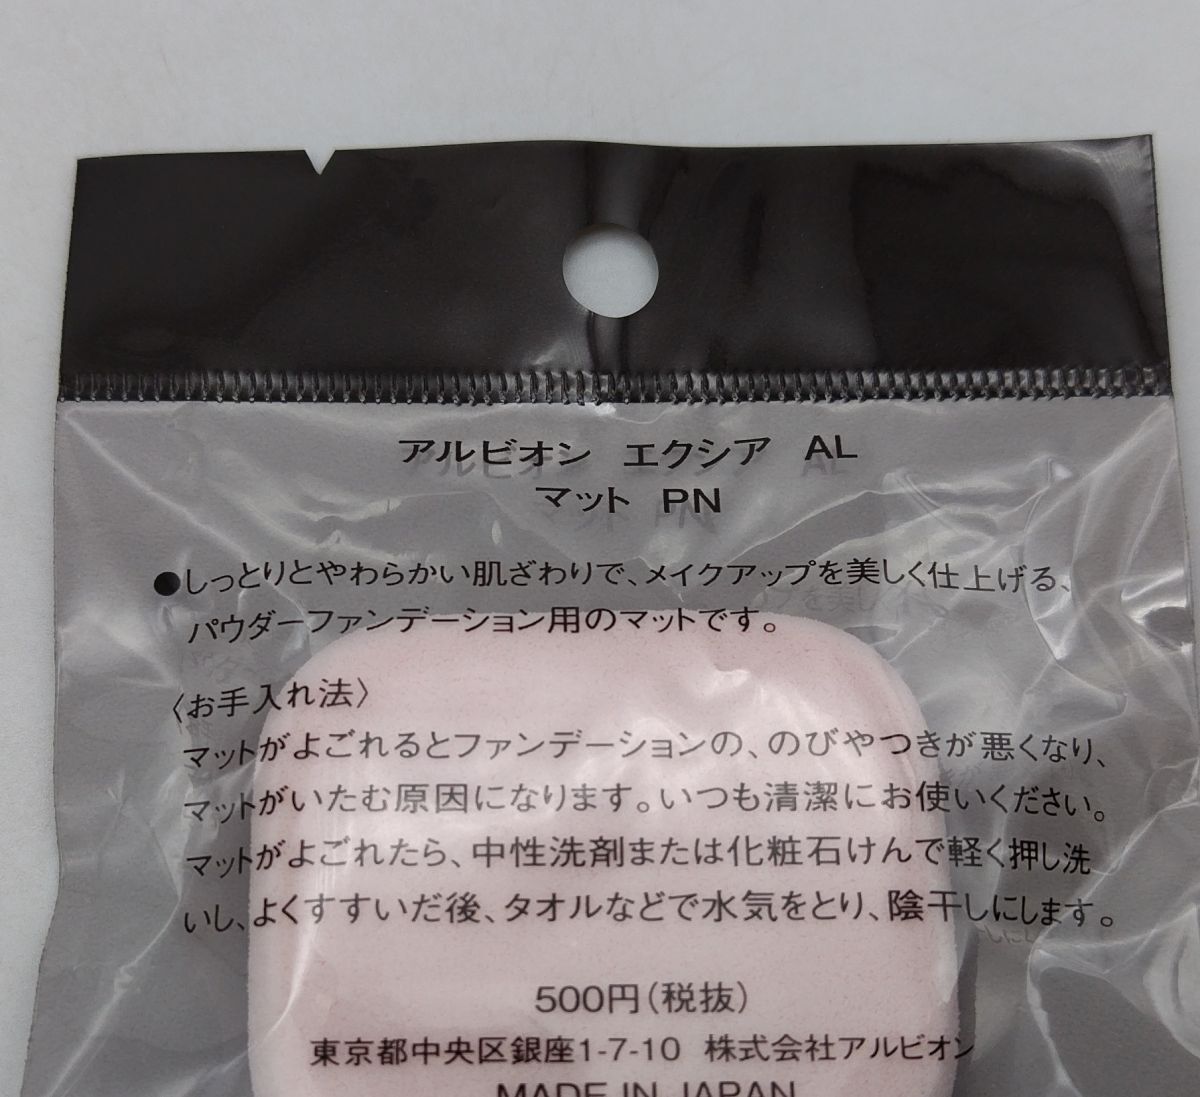 アルビオン エクシア AL
マット PN
●しっとりとやわらかい肌ざわりで、メイクアップを美しく仕上げる、
パウダーファンデーション用のマットです。
〈お手入れ法〉
マットがよごれるとファンデーションの、のびやつきが悪くなり、
マットがいたむ原因になります。いつも清潔にお使いください。
マットがよごれたら、中性洗剤または化粧石けんで軽く押し洗
いし、よくすすいだ後、タオルなどで水気をとり、陰干しにします。
500円(税抜)
東京都中央区銀座1-7-10 株式会社アルビオン
MADE IN JAPAN